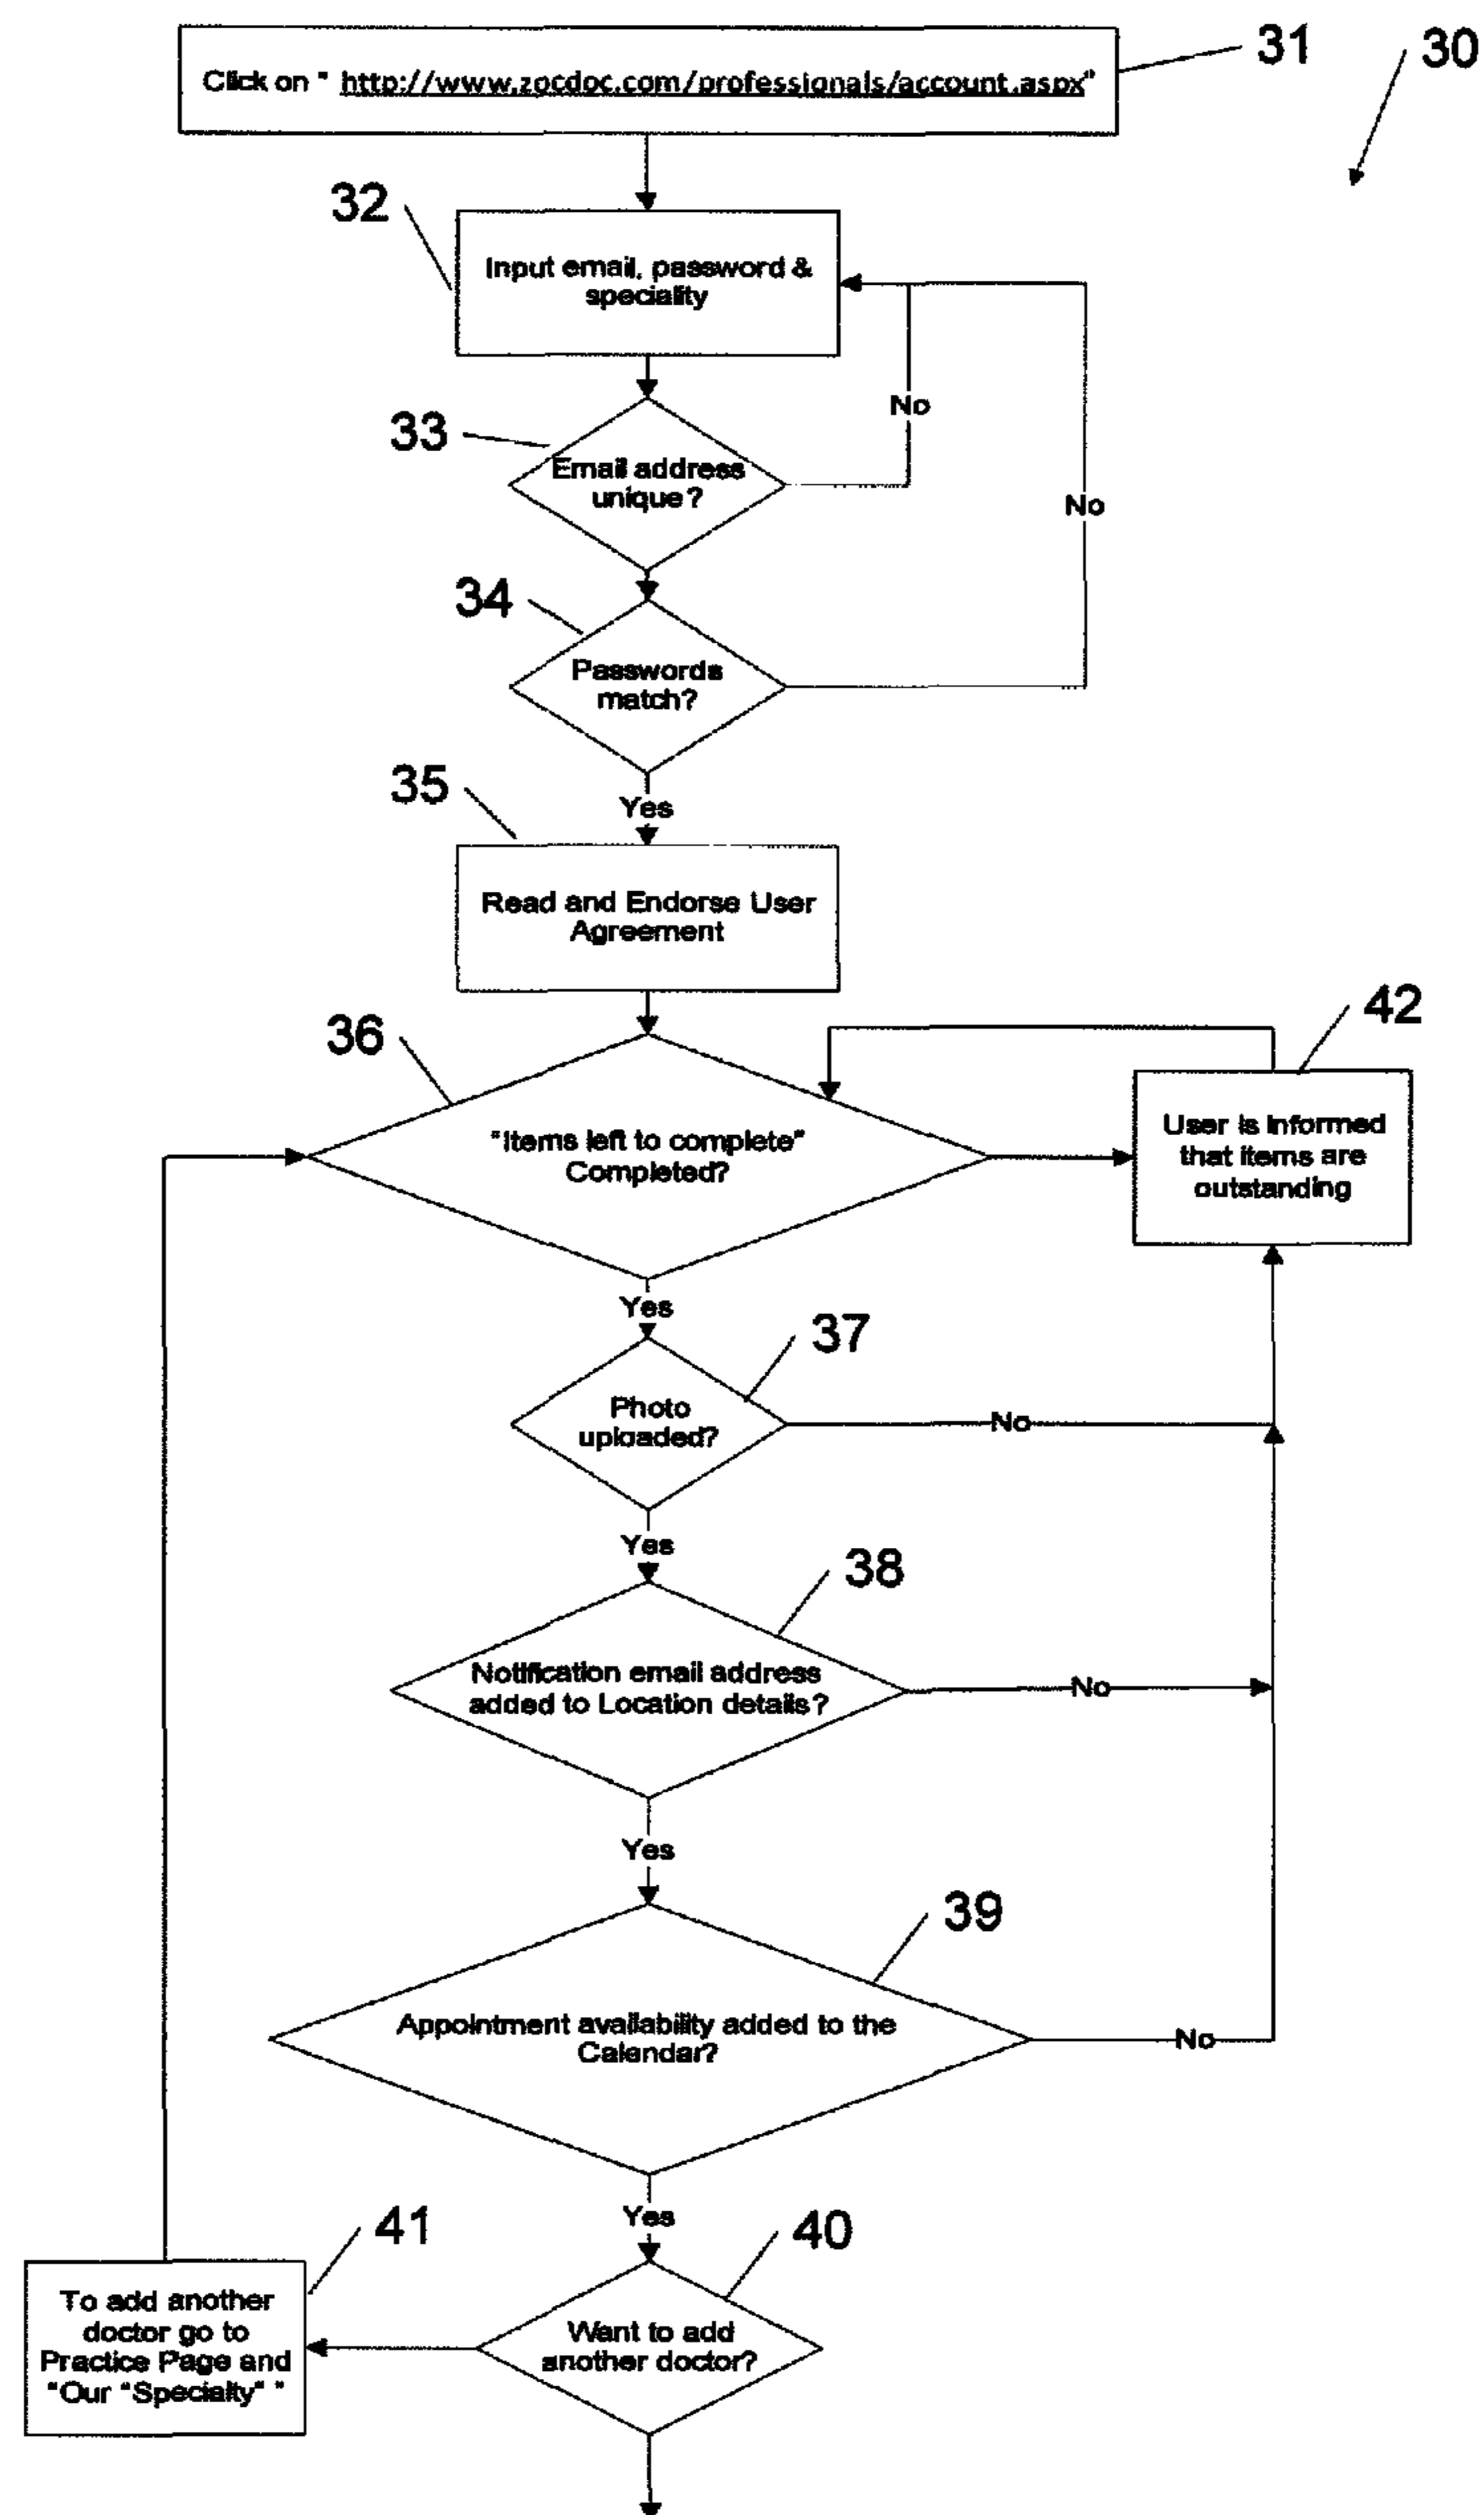 31
30
Click on " http://www.zocdoc.com/professionals/account.aspx"
32
Input email, password &
speciality
No
33
Email address
unique?
No
34
Passwords
match?
35
Yes
Read and Endorse User
Agreement
42
36
User is informed
that items are
outstanding
"Items left to complete"
Completed?
Yes
37
Photo
uploaded?
No
Yes
38
Notification email address
added to Location details?
No
Yes
39
Appointment availability added to the
Calendar?
No
Yes
41
40
To add another
doctor go to
Practice Page and
"Our "Specialty" "
Want to add
another doctor?